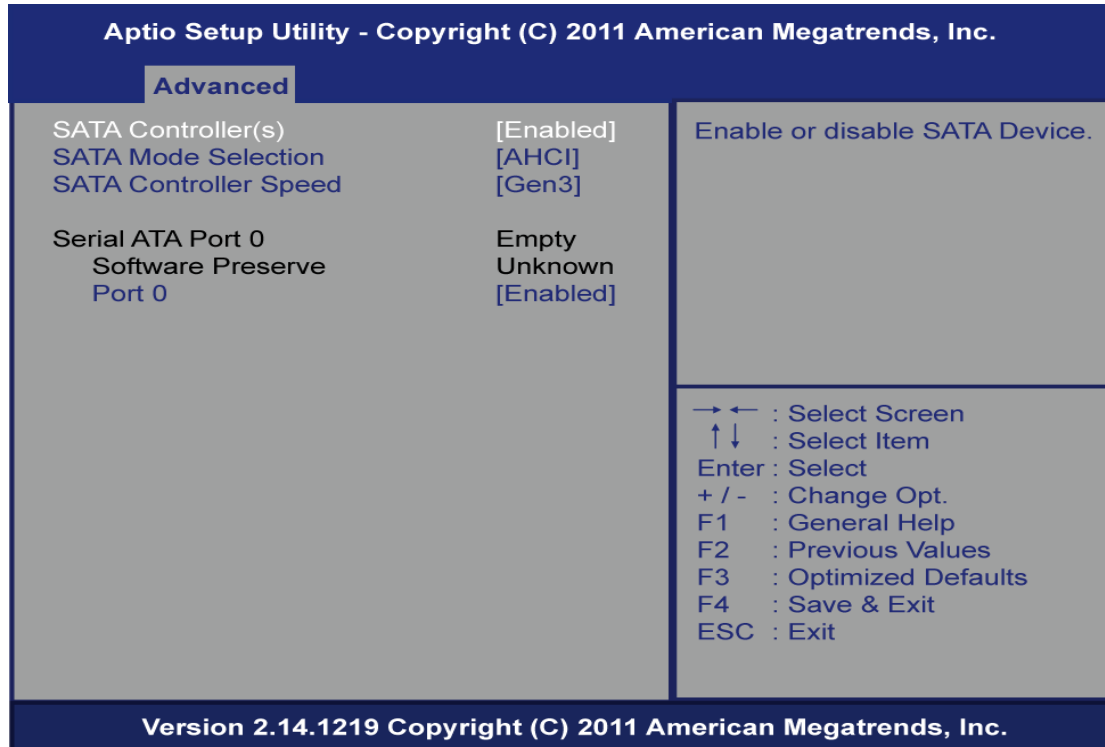 Aptio Setup Utility - Copyright (C) 2011 American Megatrends, Inc.
Advanced
SATA Controller(s) [Enabled]
SATA Mode Selection [AHCI]
SATA Controller Speed [Gen3]
Serial ATA Port 0 Empty
Software Preserve Unknown
Port 0 [Enabled]
Enable or disable SATA Device.
→ ← : Select Screen
↑ ↓ : Select Item
Enter : Select
+ / - : Change Opt.
F1 : General Help
F2 : Previous Values
F3 : Optimized Defaults
F4 : Save & Exit
ESC : Exit
Version 2.14.1219 Copyright (C) 2011 American Megatrends, Inc.